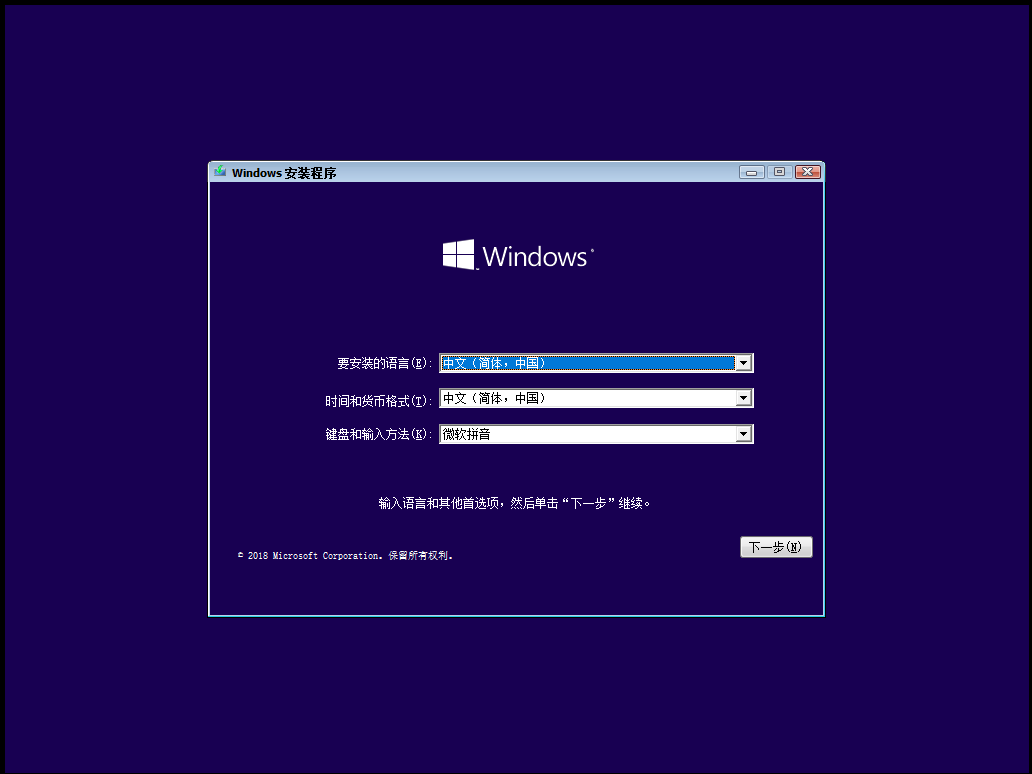 Windows 安装程序
Windows
要安装的语言(E): 中文（简体，中国）
时间和货币格式(T): 中文（简体，中国）
键盘和输入方法(K): 微软拼音
输入语言和其他首选项，然后单击“下一步”继续。
© 2018 Microsoft Corporation。保留所有权利。
下一步(N)